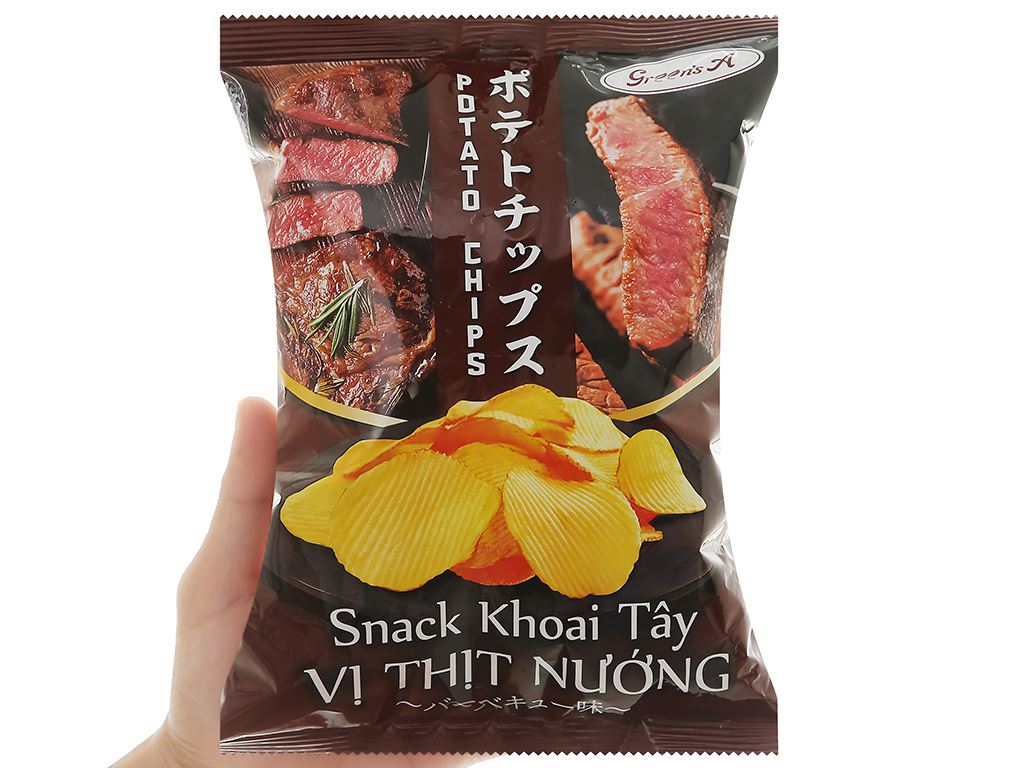 Green's A
POTATO CHIPS
ポテトチップス
Snack Khoai Tây
VỊ THỊT NƯỚNG
～バーベキュー味～